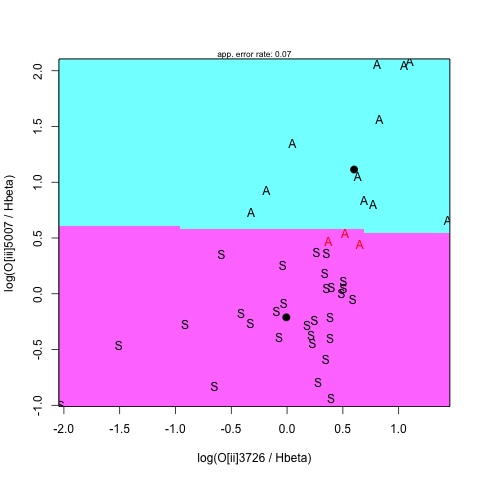 app. error rate: 0.07
2.0
1.5
1.0
0.5
0.0
-0.5
-1.0
log(O[iii]5007 / Hbeta)
A A A
A
A
A
A
A A
A
A
A
A A
S S S
S S
S
S S S
S S
S
S S
S
S S S
S
S
S
S
S
S
S
S
S
S
-2.0 -1.5 -1.0 -0.5 0.0 0.5 1.0
log(O[ii]3726 / Hbeta)